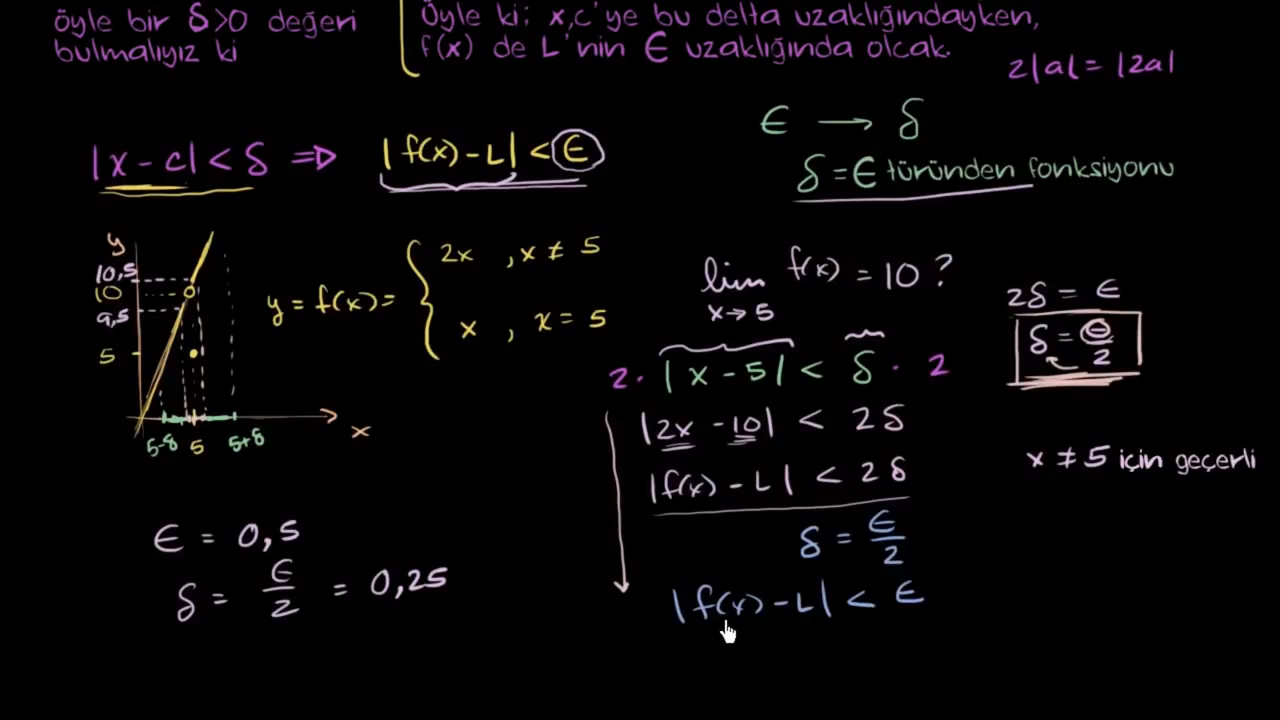 öyle bir δ>0 değeri
bulmalıyız ki
Öyle ki; x,c'ye bu delta uzaklığındayken,
f(x) de L'nin ϵ uzaklığında olcak.
2|a| = |2a|
|x-c| < δ ⇒ |f(x)-L| < ϵ
ϵ → δ
δ = ϵ türünden fonksiyonu
y
10,5
10
9,5
5
5-δ 5 5+δ
x
y = f(x) = { 2x , x ≠ 5
x , x = 5
lim f(x) = 10 ?
x→5
2. |x-5| < δ . 2
|2x-10| < 2δ
|f(x)-L| < 2δ
δ = ϵ/2
|f(x)-L| < ϵ
2δ = ϵ
δ = ϵ/2
x ≠ 5 için geçerli
ϵ = 0,5
δ = ϵ/2 = 0,25